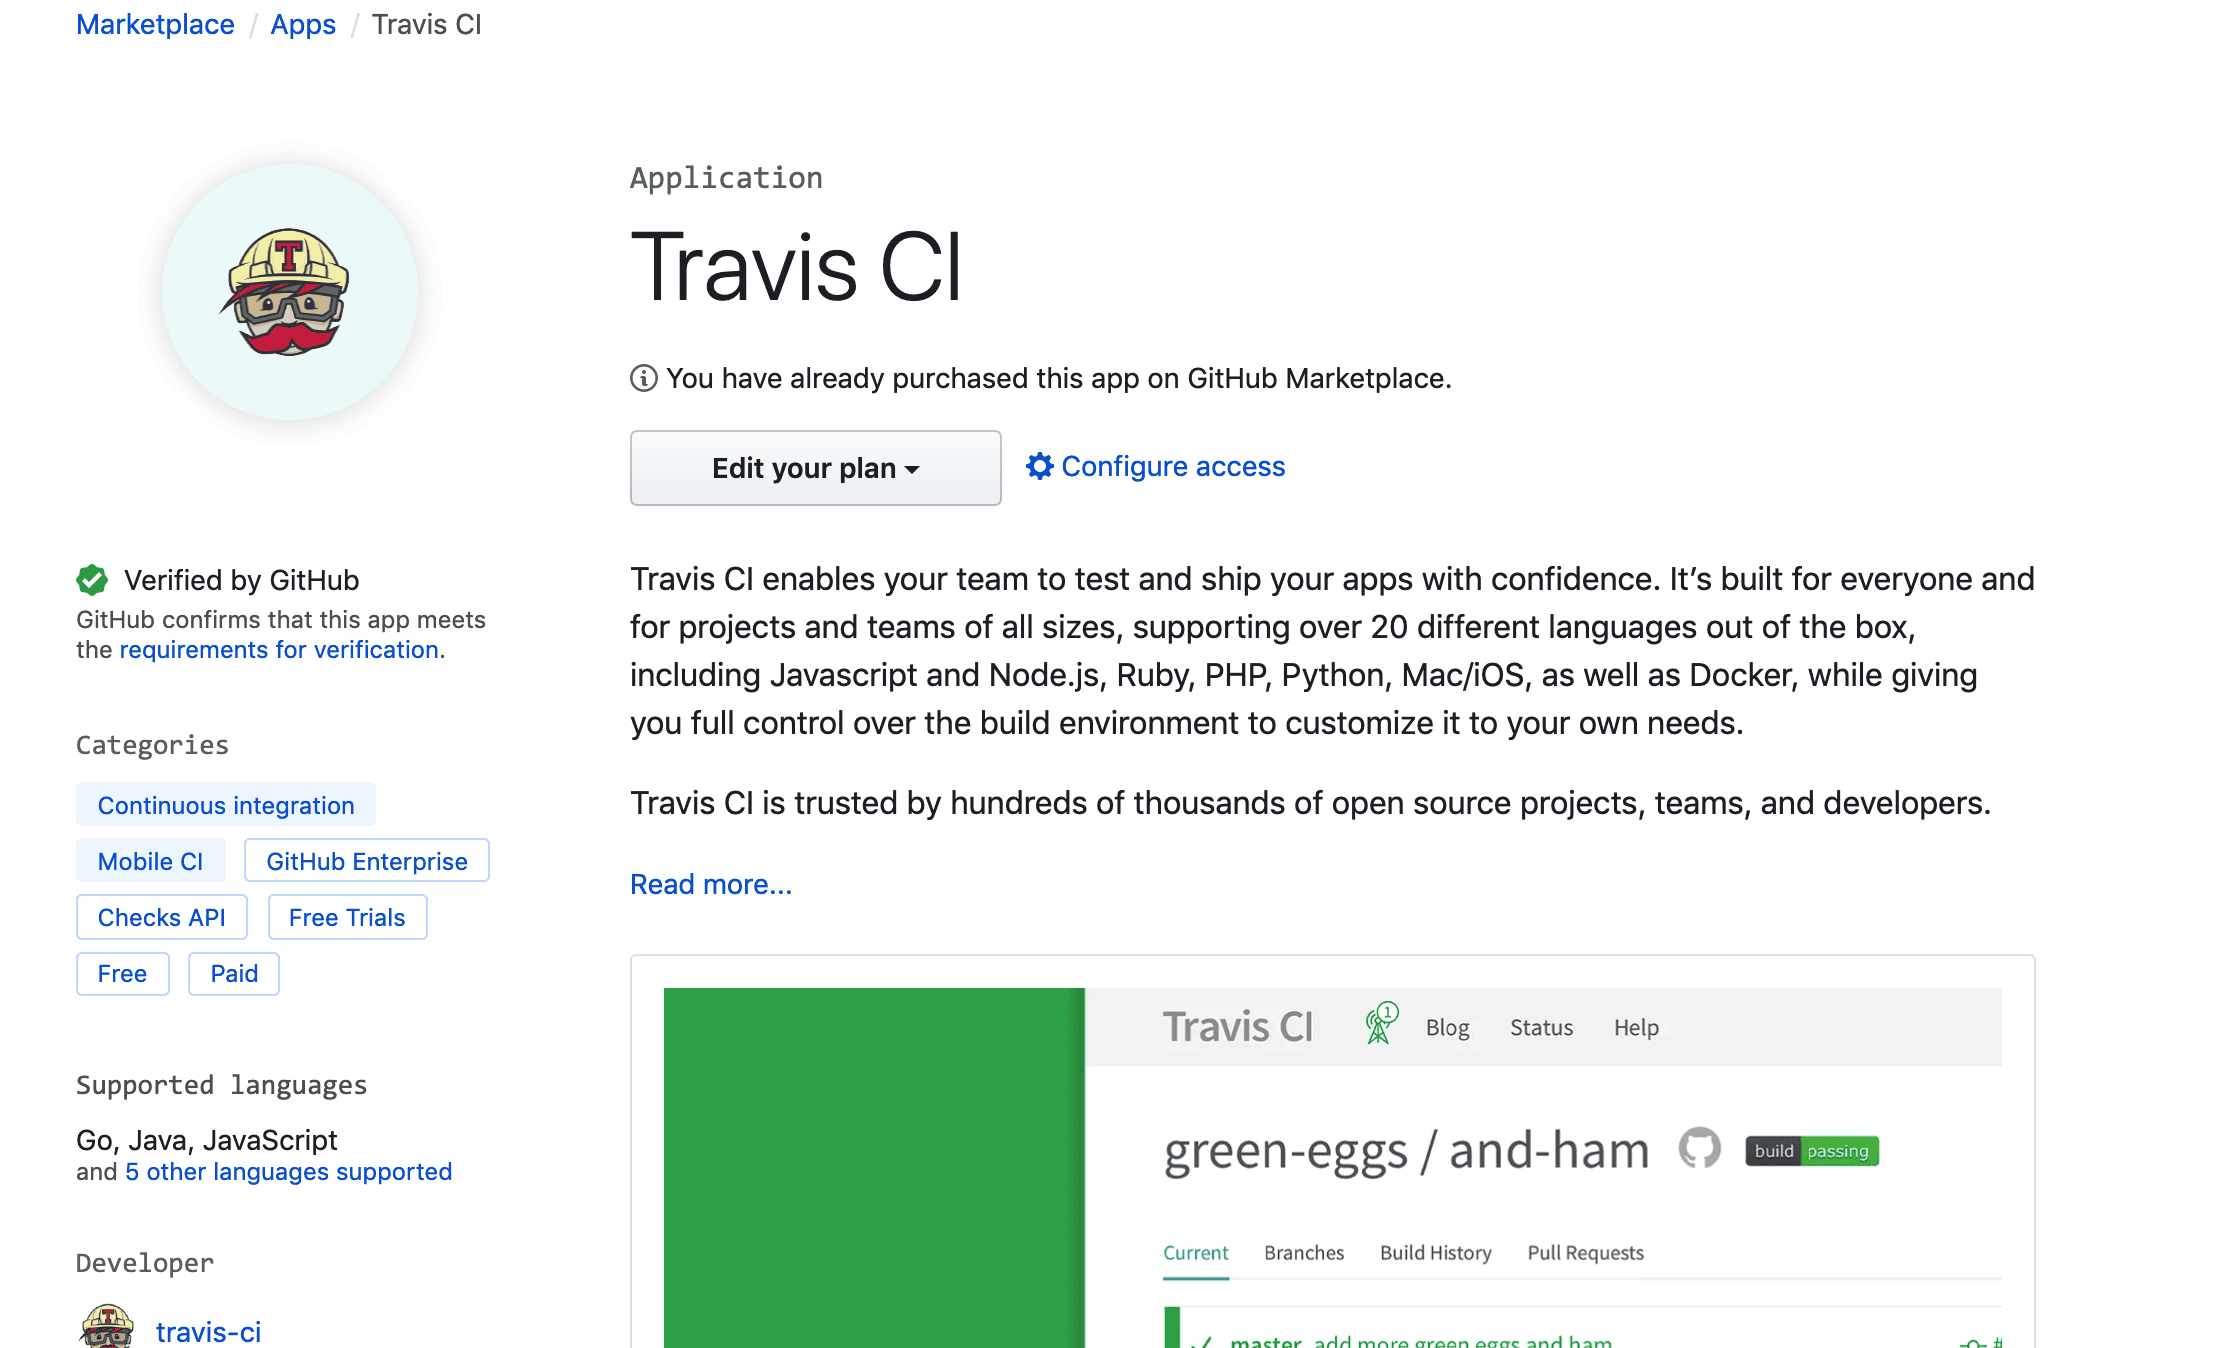 Marketplace / Apps / Travis CI
T
Application
Travis CI
You have already purchased this app on GitHub Marketplace.
Edit your plan
Configure access
Verified by GitHub
GitHub confirms that this app meets
the requirements for verification.
Categories
Continuous integration
Mobile CI
GitHub Enterprise
Checks API
Free Trials
Free
Paid
Supported languages
Go, Java, JavaScript
and 5 other languages supported
Developer
T
travis-ci
Travis CI enables your team to test and ship your apps with confidence. It’s built for everyone and
for projects and teams of all sizes, supporting over 20 different languages out of the box,
including Javascript and Node.js, Ruby, PHP, Python, Mac/iOS, as well as Docker, while giving
you full control over the build environment to customize it to your own needs.
Travis CI is trusted by hundreds of thousands of open source projects, teams, and developers.
Read more...
Travis CI 1 Blog Status Help
green-eggs / and-ham build passing
Current Branches Build History Pull Requests
master add more green eggs and ham #